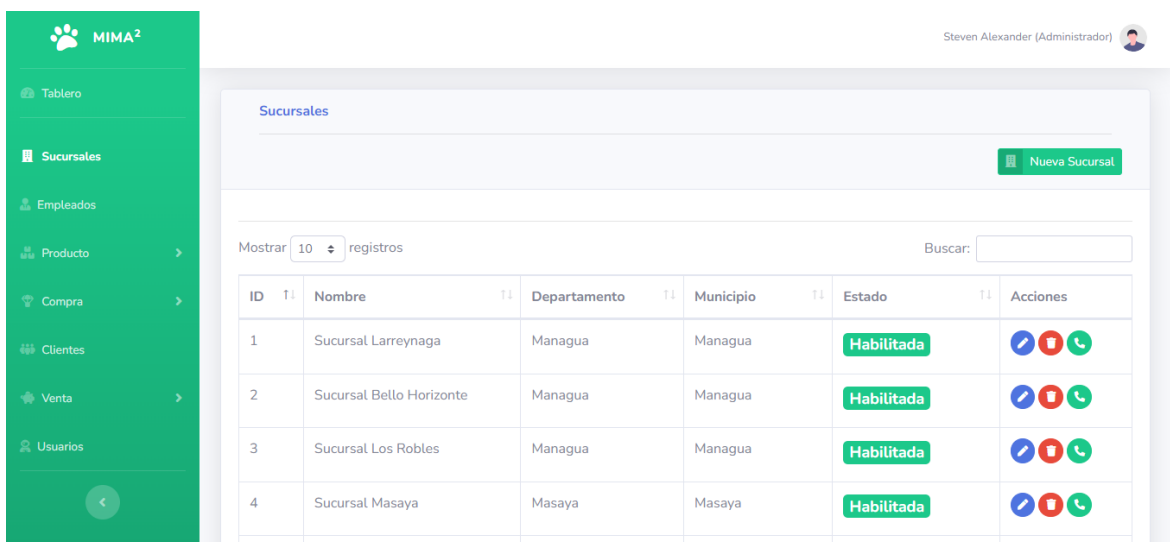 MIMA²
Steven Alexander (Administrador)
Tablero
Sucursales
Empleados
Producto
Compra
Clientes
Venta
Usuarios
Sucursales
Nueva Sucursal
Mostrar 10 registros
Buscar:
ID Nombre Departamento Municipio Estado Acciones
1 Sucursal Larreynaga Managua Managua Habilitada
2 Sucursal Bello Horizonte Managua Managua Habilitada
3 Sucursal Los Robles Managua Managua Habilitada
4 Sucursal Masaya Masaya Masaya Habilitada